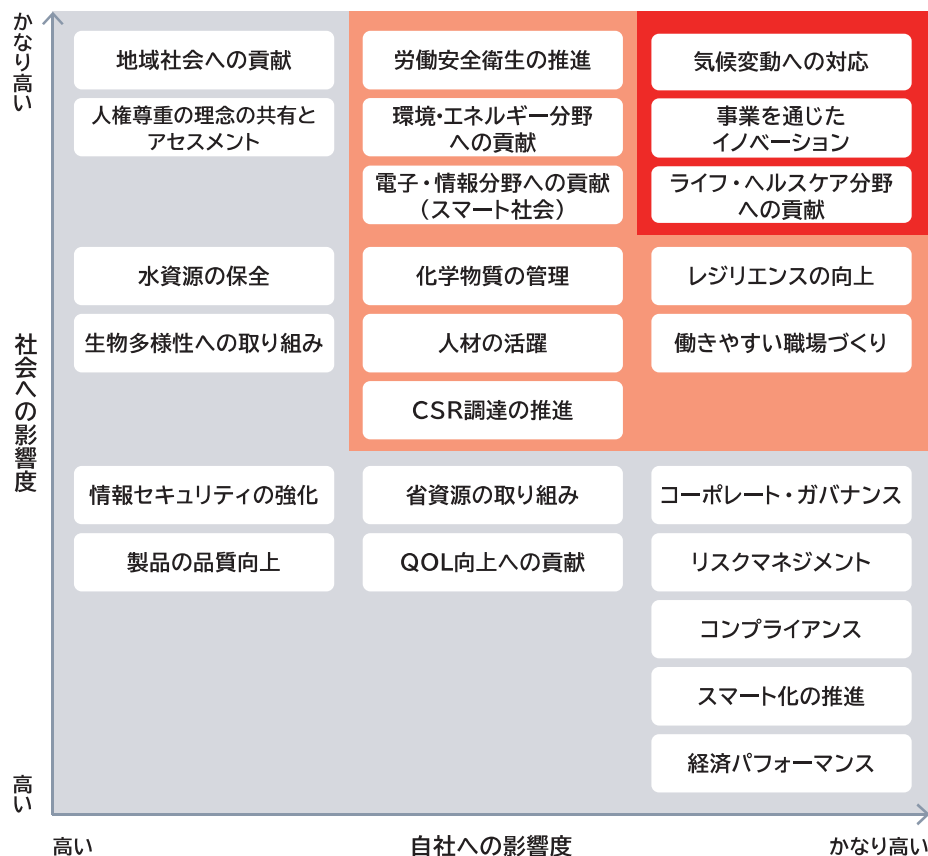 かなり高い
地域社会への貢献
人権尊重の理念の共有と
アセスメント
労働安全衛生の推進
環境・エネルギー分野
への貢献
電子・情報分野への貢献
（スマート社会）
気候変動への対応
事業を通じた
イノベーション
ライフ・ヘルスケア分野
への貢献
社会への影響度
水資源の保全
生物多様性への取り組み
化学物質の管理
人材の活躍
CSR調達の推進
レジリエンスの向上
働きやすい職場づくり
情報セキュリティの強化
製品の品質向上
省資源の取り組み
QOL向上への貢献
コーポレート・ガバナンス
リスクマネジメント
コンプライアンス
スマート化の推進
経済パフォーマンス
高い
高い
自社への影響度
かなり高い